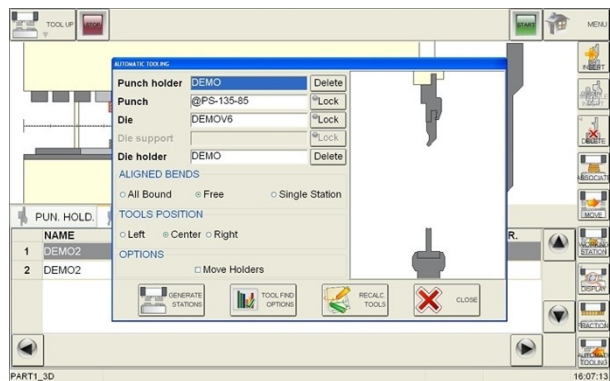 TOOL UP STOP START MENU
AUTOMATIC TOOLING
INSERT
Punch holder DEMO Delete
Punch @PS-135-85 Lock
Die DEMOV6 Lock
Die support Lock
Die holder DEMO Delete
DELETE
ALIGNED BENDS
All Bound Free Single Station
TOOLS POSITION
Left Center Right
OPTIONS
Move Holders
GENERATE STATIONS
TOOL FIND OPTIONS
RECALC. TOOLS
CLOSE
PUN. HOLD.
MOVE
NAME R.
1 DEMO2
2 DEMO2
WORKING STATION
DISPLAY
TOOLING
PART1_3D 16:07:13